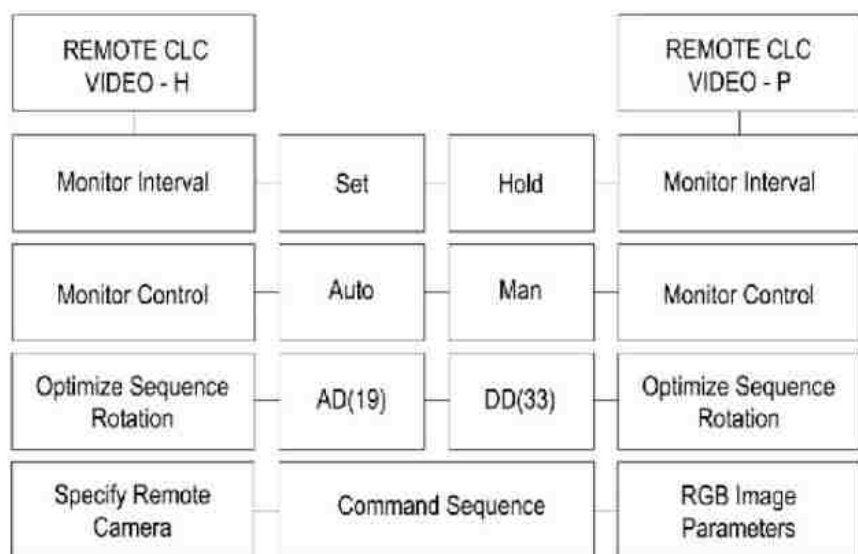 REMOTE CLC
VIDEO - H
REMOTE CLC
VIDEO - P
Monitor Interval
Set
Hold
Monitor Interval
Monitor Control
Auto
Man
Monitor Control
Optimize Sequence
Rotation
AD(19)
DD(33)
Optimize Sequence
Rotation
Specify Remote
Camera
Command Sequence
RGB Image
Parameters